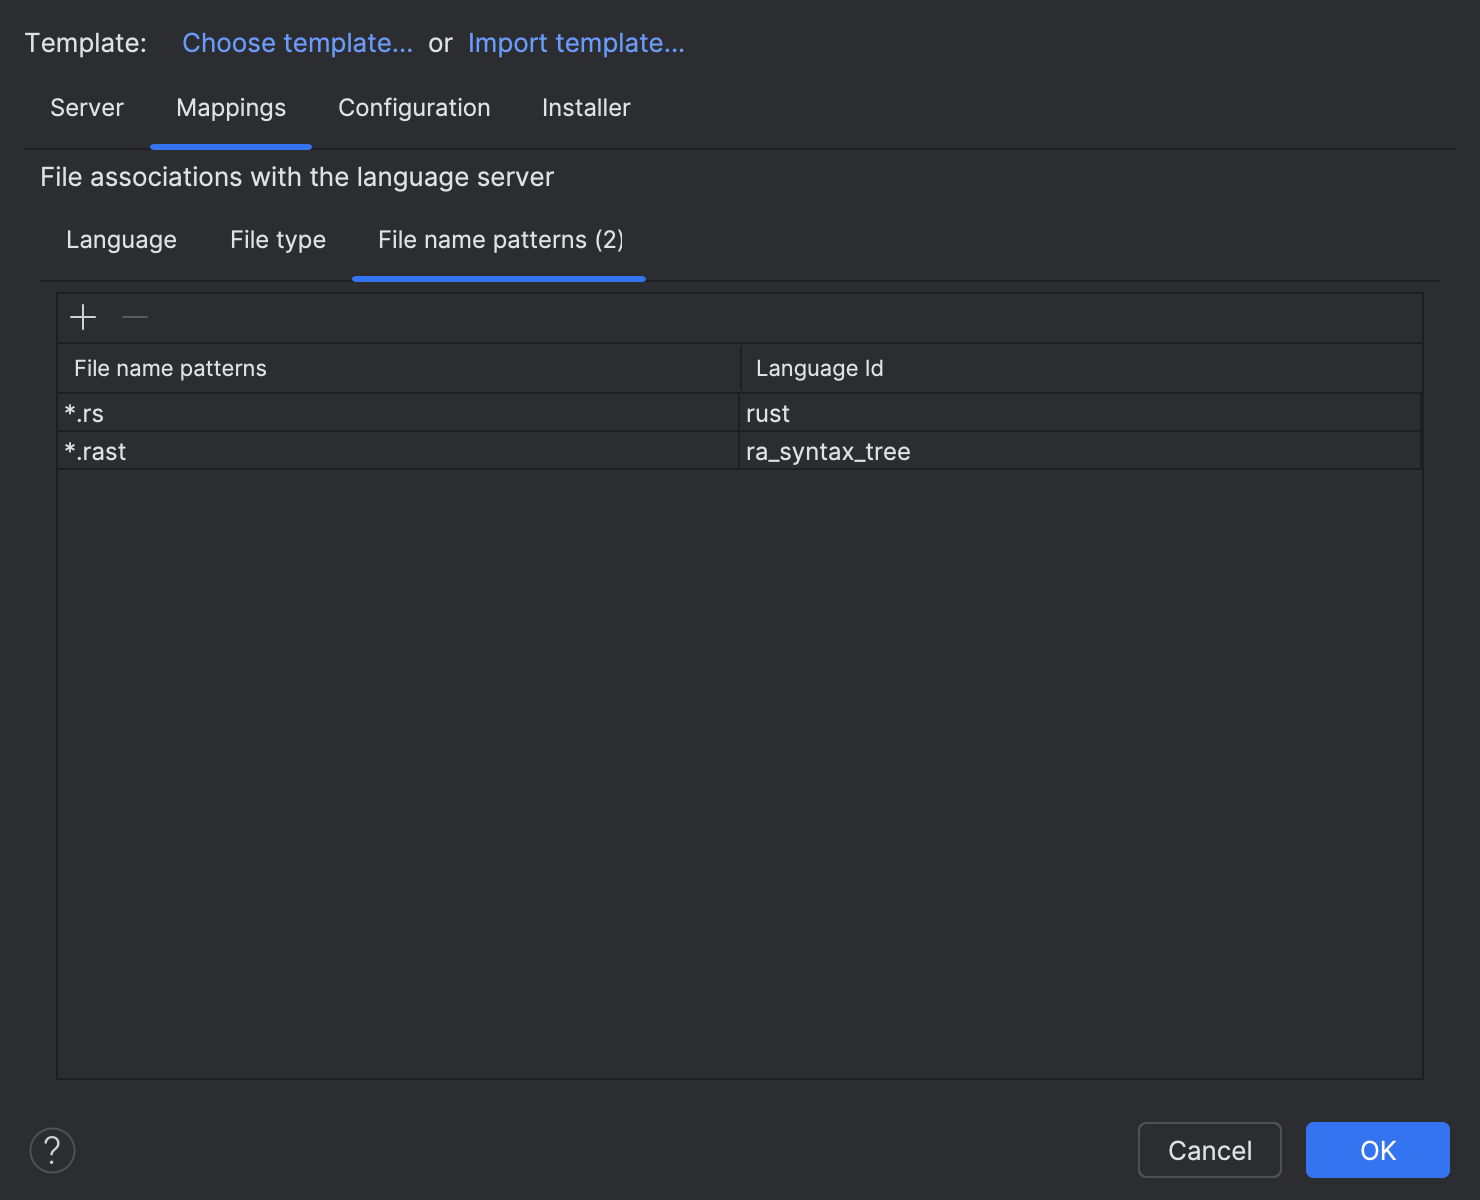 Template: Choose template... or Import template...
Server Mappings Configuration Installer
File associations with the language server
Language File type File name patterns (2)
File name patterns Language Id
*.rs rust
*.rast ra_syntax_tree
? Cancel OK